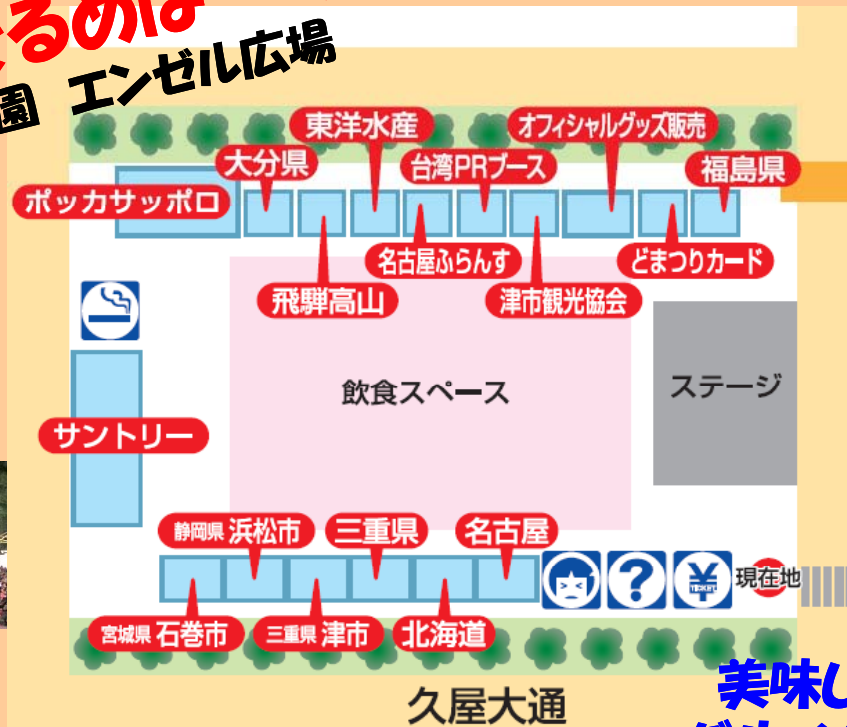 るのは
園 エンゼル広場
東洋水産
オフィシャルグッズ販売
大分県
台湾PRブース
福島県
ポッカサッポロ
名古屋ふらんす
どまつりカード
飛騨高山
津市観光協会
飲食スペース
ステージ
サントリー
静岡県 浜松市
三重県
名古屋
?
¥
TICKET
現在地
宮城県 石巻市
三重県 津市
北海道
久屋大通
美味し